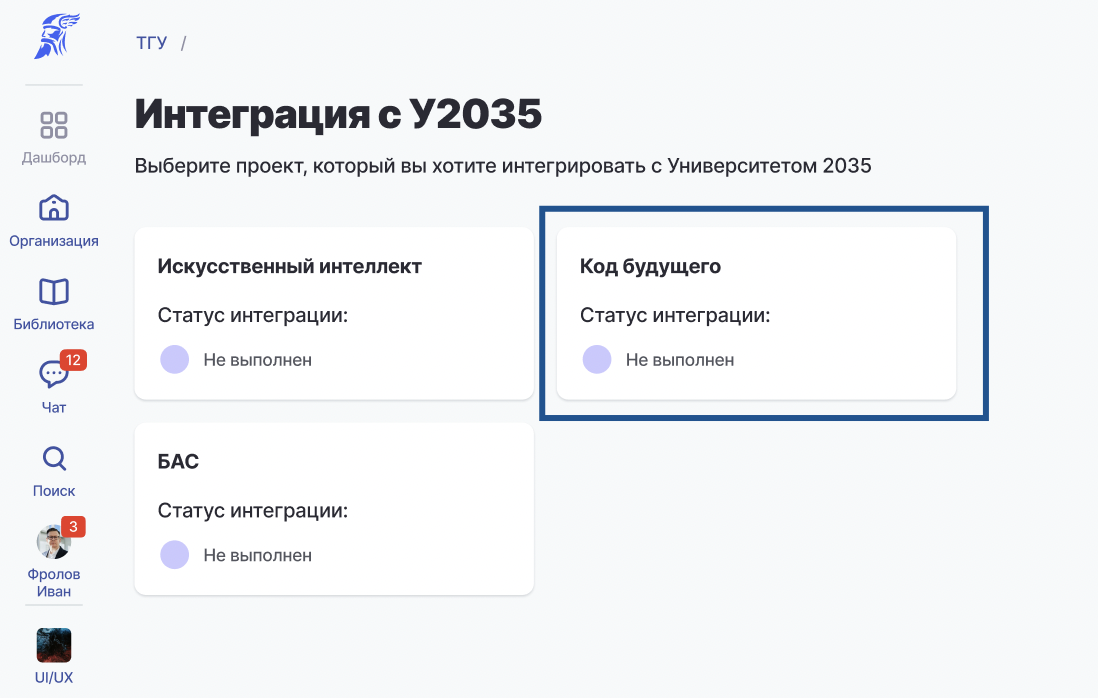 ТГУ /
Интеграция с У2035
Выберите проект, который вы хотите интегрировать с Университетом 2035
Дашборд
Организация
Библиотека
12
Чат
Поиск
3
Фролов
Иван
UI/UX
Искусственный интеллект
Статус интеграции:
Не выполнен
Код будущего
Статус интеграции:
Не выполнен
БАС
Статус интеграции:
Не выполнен